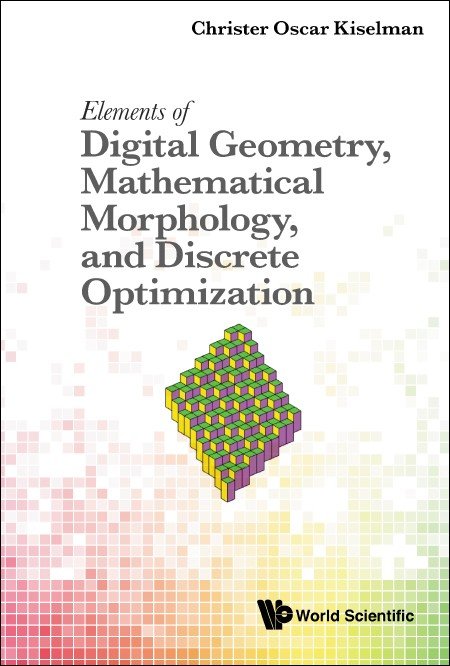 Christer Oscar Kiselman
Elements of
Digital Geometry,
Mathematical
Morphology,
and Discrete
Optimization
World Scientific